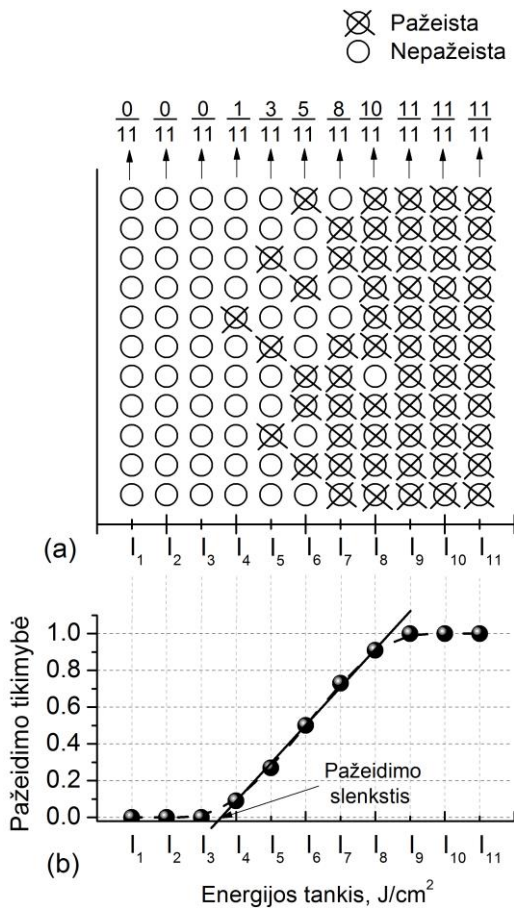 Pažeista
Nepažeista
0/11 0/11 0/11 1/11 3/11 5/11 8/11 10/11 11/11 11/11 11/11
(a)
I₁ I₂ I₃ I₄ I₅ I₆ I₇ I₈ I₉ I₁₀ I₁₁
Pažeidimo tikimybė
1.0
0.8
0.6
0.4
0.2
0.0
Pažeidimo
slenkstis
(b)
I₁ I₂ I₃ I₄ I₅ I₆ I₇ I₈ I₉ I₁₀ I₁₁
Energijos tankis, J/cm²